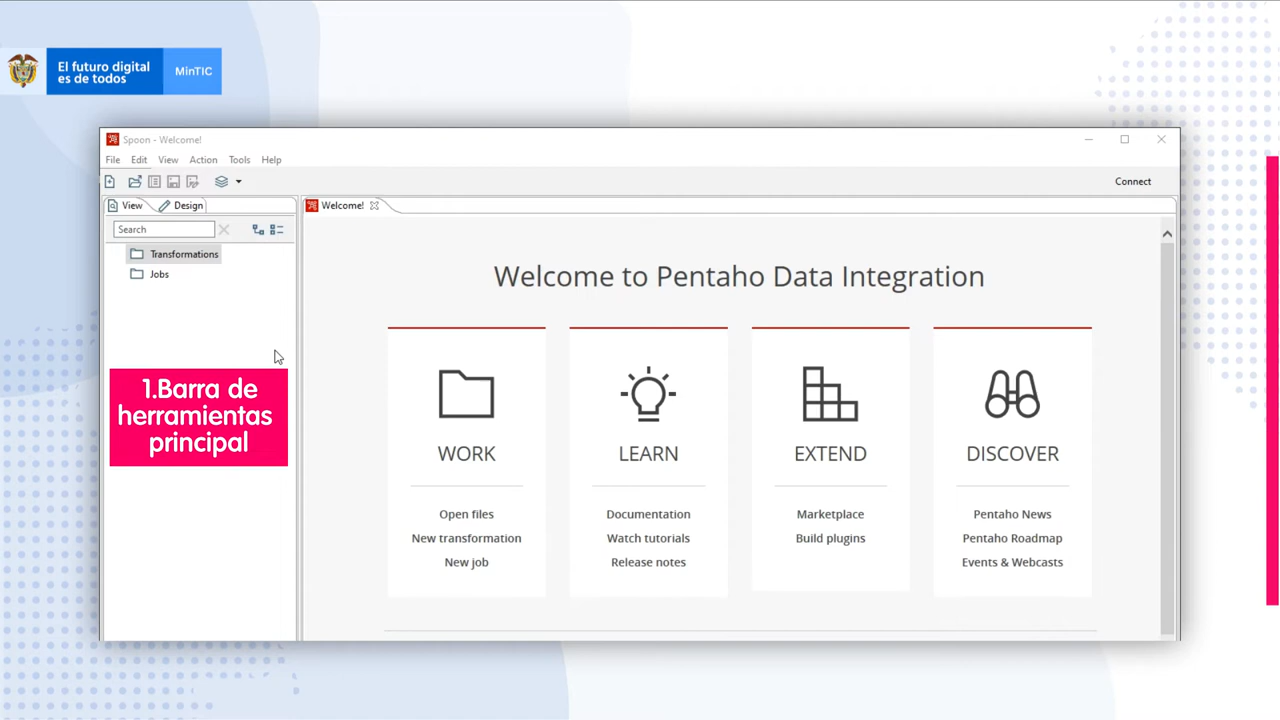 El futuro digital
es de todos
MinTIC
Spoon - Welcome!
File Edit View Action Tools Help
Connect
View Design
Welcome!
Search
Transformations
Jobs
1.Barra de
herramientas
principal
Welcome to Pentaho Data Integration
WORK
Open files
New transformation
New job
LEARN
Documentation
Watch tutorials
Release notes
EXTEND
Marketplace
Build plugins
DISCOVER
Pentaho News
Pentaho Roadmap
Events & Webcasts